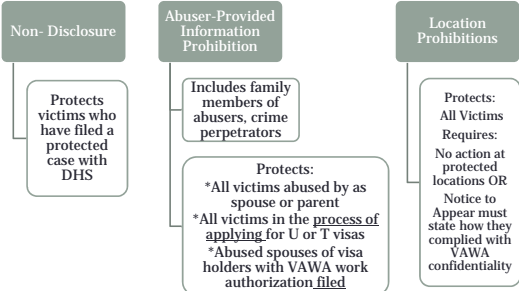 Non- Disclosure
Protects
victims who
have filed a
protected
case with
DHS
Abuser-Provided
Information
Prohibition
Includes family
members of
abusers, crime
perpetrators
Protects:
*All victims abused by as
spouse or parent
*All victims in the process of
applying for U or T visas
*Abused spouses of visa
holders with VAWA work
authorization filed
Location
Prohibitions
Protects:
All Victims
Requires:
No action at
protected
locations OR
Notice to
Appear must
state how they
complied with
VAWA
confidentiality